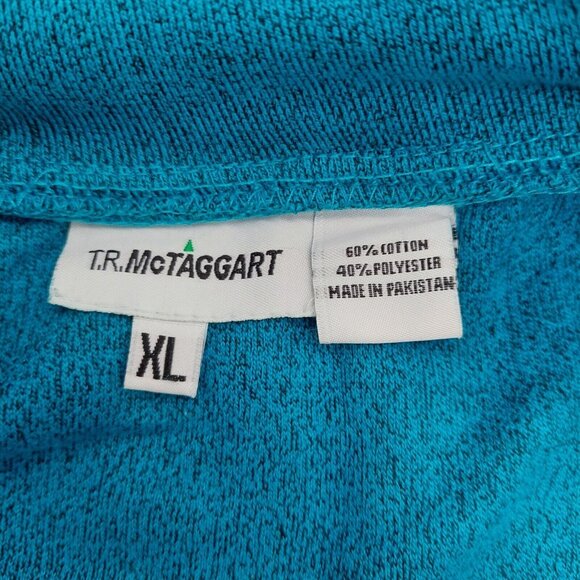 T.R. McTAGGART
XL
60% COTTON
40% POLYESTER
MADE IN PAKISTAN